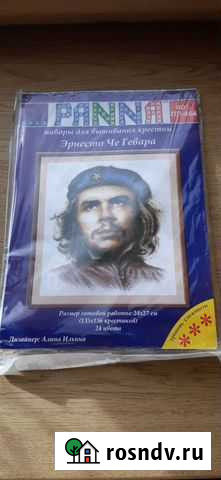 PANNA
наборы для вышивания крестом
Эрнесто Че Гевара
Размер готовой работы: 24x27 см
24 цвета
Дизайнер: Алина Ильина
rosndv.ru